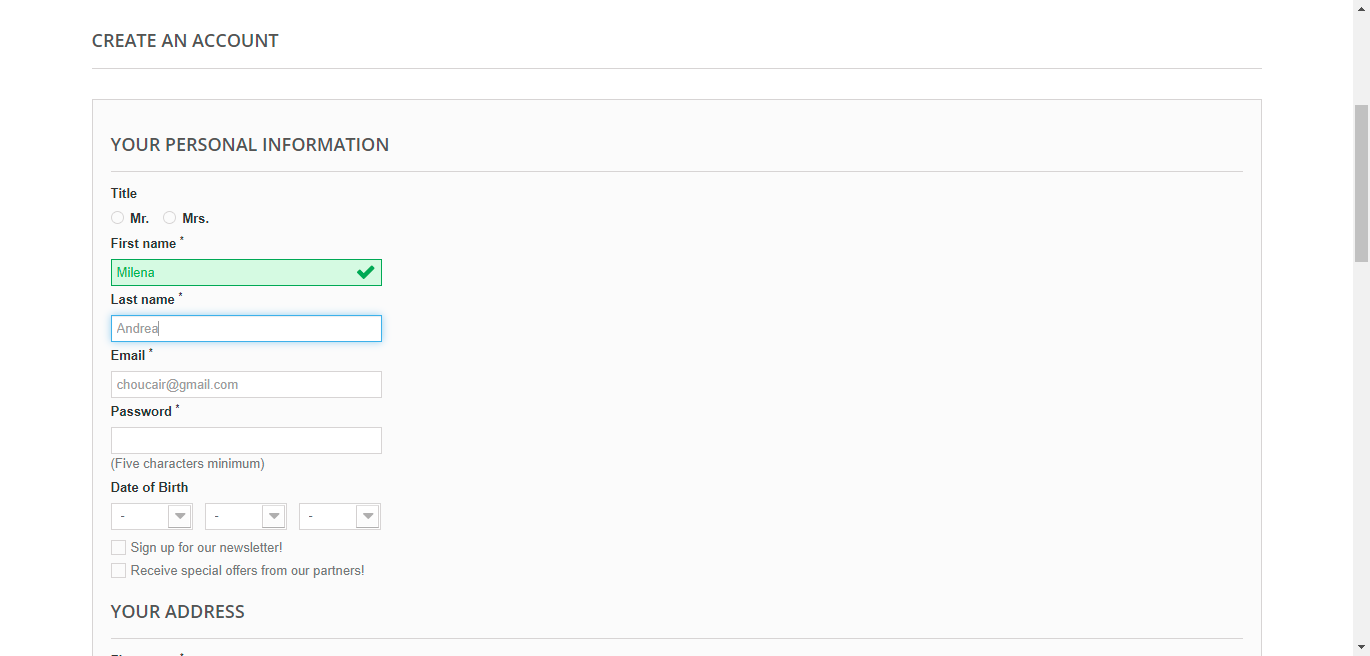 CREATE AN ACCOUNT
YOUR PERSONAL INFORMATION
Title
Mr. Mrs.
First name *
Milena
Last name *
Andrea
Email *
choucair@gmail.com
Password *
(Five characters minimum)
Date of Birth
- - -
Sign up for our newsletter!
Receive special offers from our partners!
YOUR ADDRESS